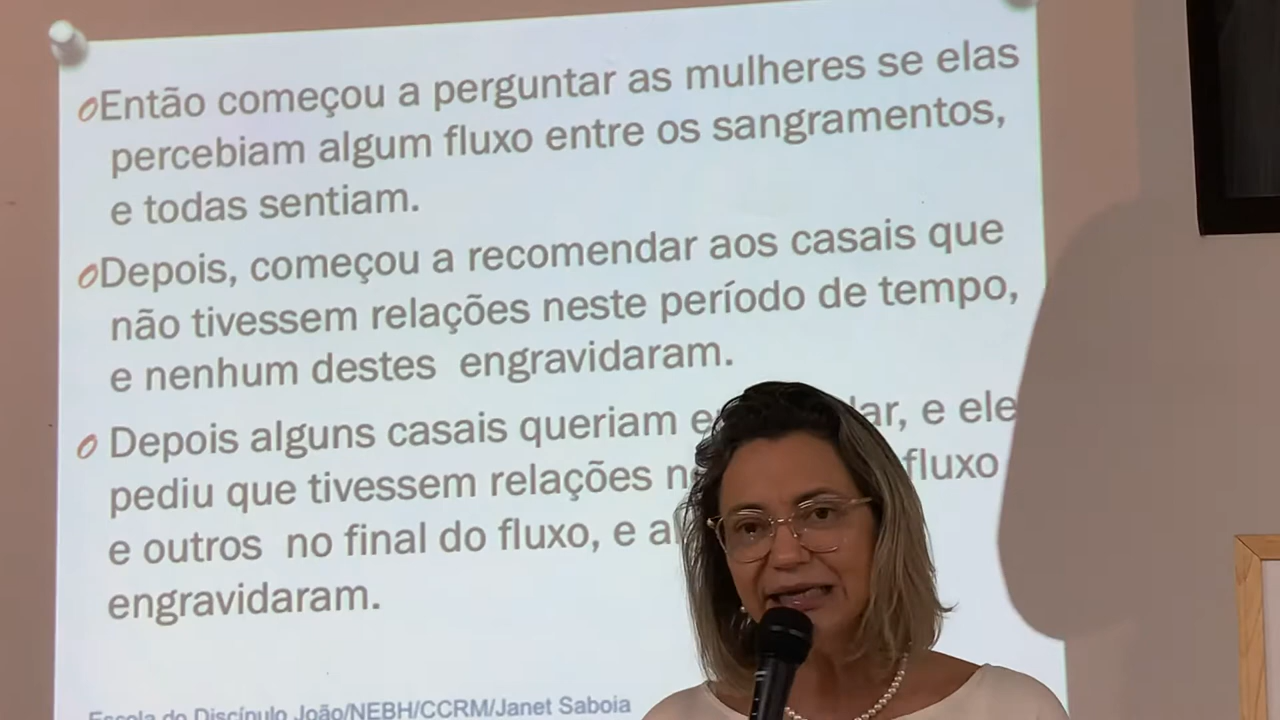 Então começou a perguntar as mulheres se elas
percebiam algum fluxo entre os sangramentos,
e todas sentiam.
Depois, começou a recomendar aos casais que
não tivessem relações neste período de tempo,
e nenhum destes engravidaram.
Depois alguns casais queriam e ele
pediu que tivessem relações fluxo
e outros no final do fluxo, e
engravidaram.
Escola do Discípulo João/NEBH/CCRM/Janet Saboia